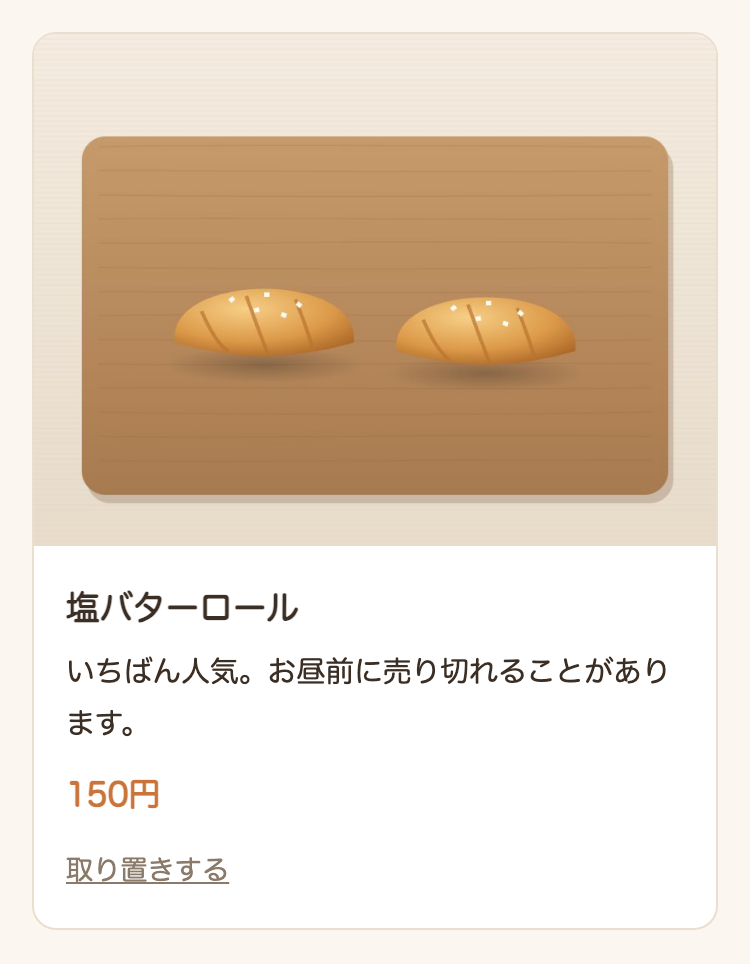 塩バターロール
いちばん人気。お昼前に売り切れることがあり
ます。
150円
取り置きする